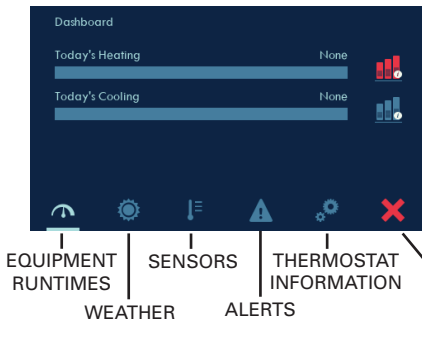 Dashboard
Today's Heating None
Today's Cooling None
EQUIPMENT
RUNTIMES
WEATHER
SENSORS
ALERTS
THERMOSTAT
INFORMATION